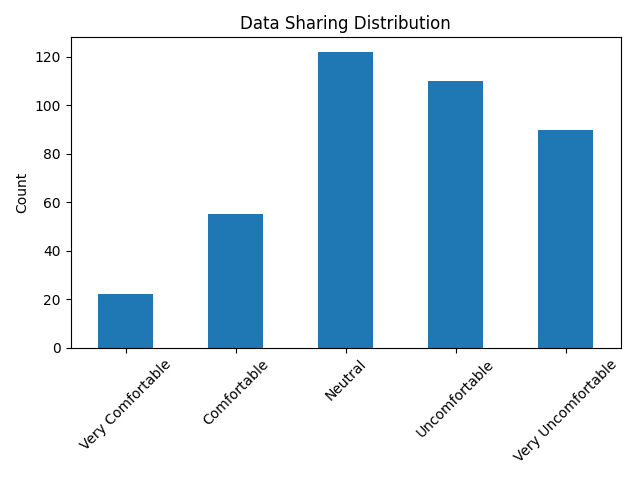 Data Sharing Distribution
120
100
80
60
40
20
0
Count
Very Comfortable
Comfortable
Neutral
Uncomfortable
Very Uncomfortable